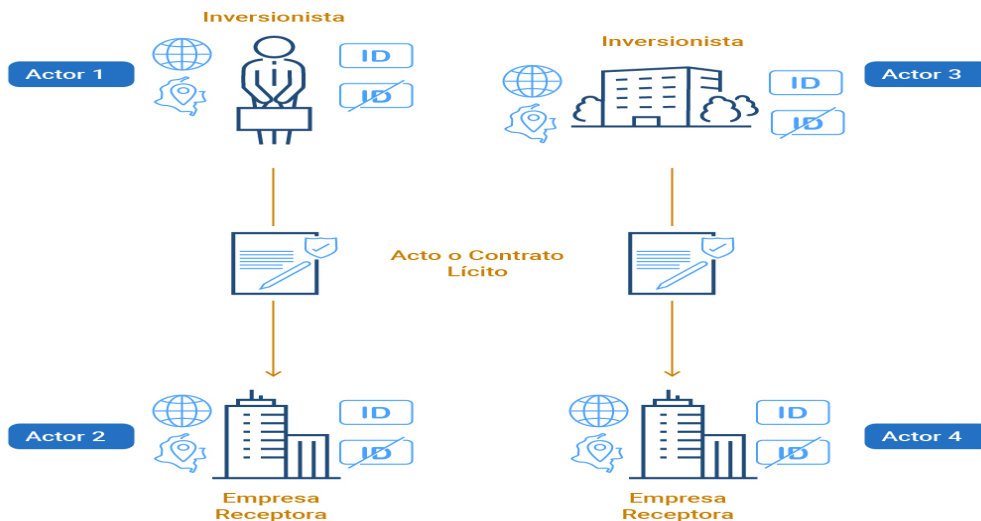 Inversionista
Actor 1
ID
ID
Inversionista
Actor 3
ID
ID
Acto o Contrato
Lícito
Actor 2
ID
ID
Empresa
Receptora
Actor 4
ID
ID
Empresa
Receptora